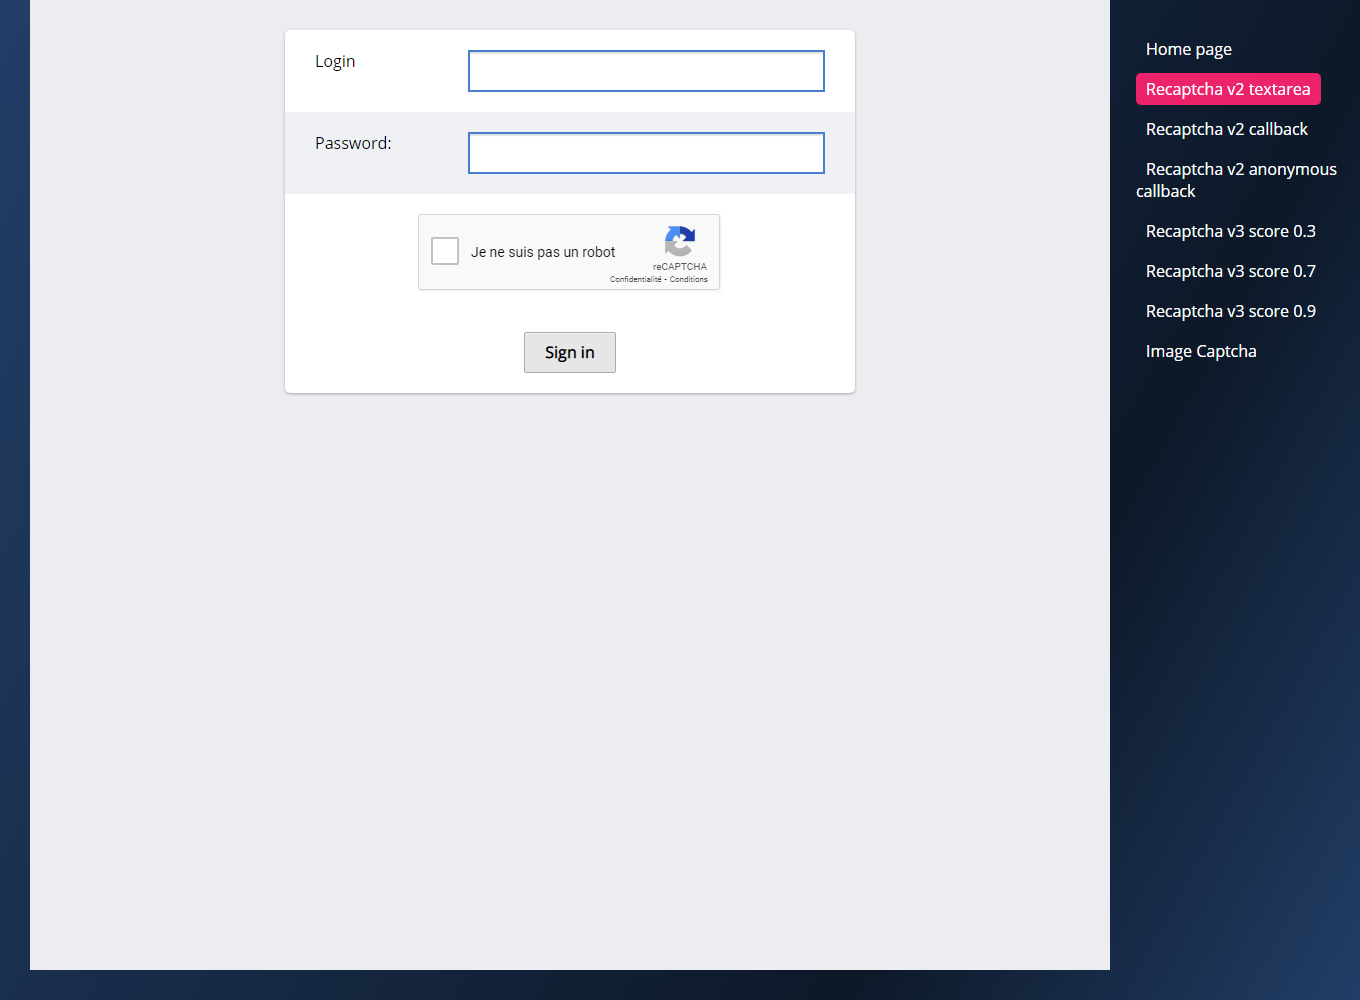 Login
Password:
Je ne suis pas un robot
reCAPTCHA
Confidentialité - Conditions
Sign in
Home page
Recaptcha v2 textarea
Recaptcha v2 callback
Recaptcha v2 anonymous
callback
Recaptcha v3 score 0.3
Recaptcha v3 score 0.7
Recaptcha v3 score 0.9
Image Captcha